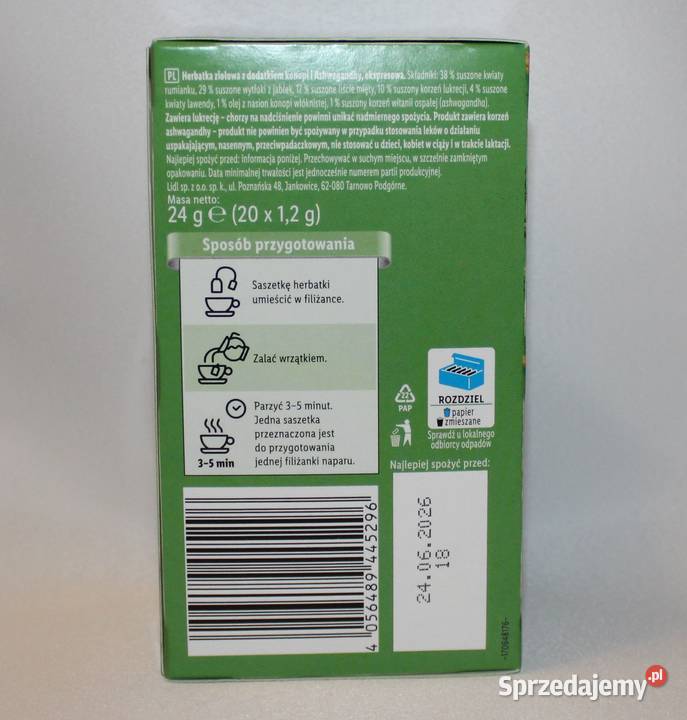 PL Herbatka ziołowa z dodatkiem konopi i Ashwagandhy, ekspresowa. Składniki: 38 % suszone kwiaty
rumianku, 29 % suszone wytłoki z jabłek, 17 % suszone liście mięty, 10 % suszony korzeń lukrecji, 4 % suszone
kwiaty lawendy, 1 % olej z nasion konopi włóknistej, 1 % suszony korzeń witanii ospałej (ashwagandha).
Zawiera lukrecję – chorzy na nadciśnienie powinni unikać nadmiernego spożycia. Produkt zawiera korzeń
ashwagandhy – produkt nie powinien być spożywany w przypadku stosowania leków o działaniu
uspakajającym, nasennym, przeciwpadaczkowym, nie stosować u dzieci, kobiet w ciąży i w trakcie laktacji.
Najlepiej spożyć przed: informacja poniżej. Przechowywać w suchym miejscu, w szczelnie zamkniętym
opakowaniu. Data minimalnej trwałości jest jednocześnie numerem partii produkcyjnej.
Lidl sp. z o.o. sp. k., ul. Poznańska 48, Jankowice, 62-080 Tarnowo Podgórne.
Masa netto:
24 g e (20 x 1,2 g)
Sposób przygotowania
Saszetkę herbatki
umieścić w filiżance.
Zalać wrzątkiem.
Parzyć 3–5 minut.
Jedna saszetka
przeznaczona jest
do przygotowania
jednej filiżanki naparu.
3–5 min
22
PAP
ROZDZIEL
papier
zmieszane
Sprawdź u lokalnego
odbiorcy odpadów
Najlepiej spożyć przed:
24.06.2026
18
4 056489 445296
-170648176-
Sprzedajemy.pl